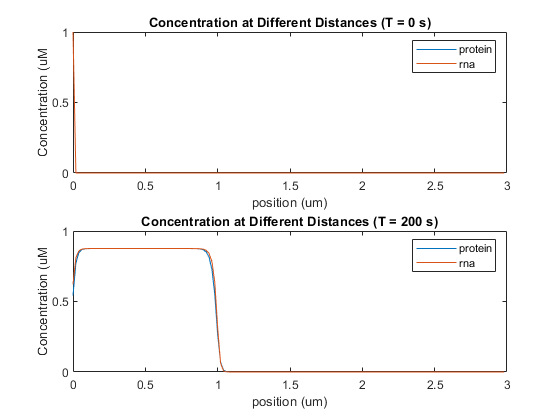 Concentration at Different Distances (T = 0 s)
1
0.5
0
Concentration (uM
protein
rna
0 0.5 1 1.5 2 2.5 3
position (um)
Concentration at Different Distances (T = 200 s)
1
0.5
0
Concentration (uM
protein
rna
0 0.5 1 1.5 2 2.5 3
position (um)